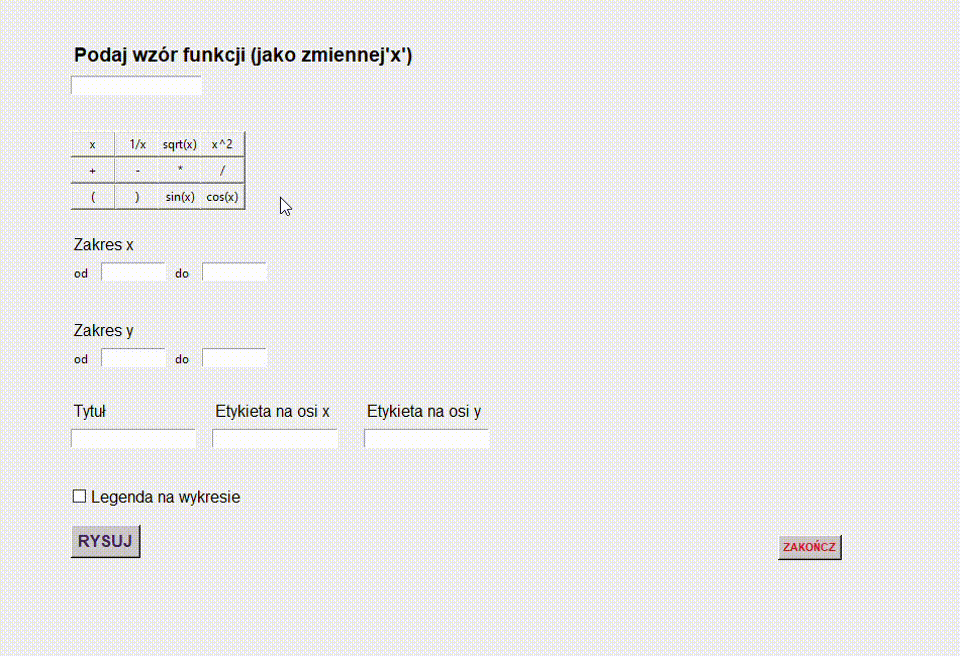 Podaj wzór funkcji (jako zmiennej'x')
x 1/x sqrt(x) x^2
+ - * /
( ) sin(x) cos(x)
Zakres x
od do
Zakres y
od do
Tytuł Etykieta na osi x Etykieta na osi y
Legenda na wykresie
RYSUJ
ZAKOŃCZ